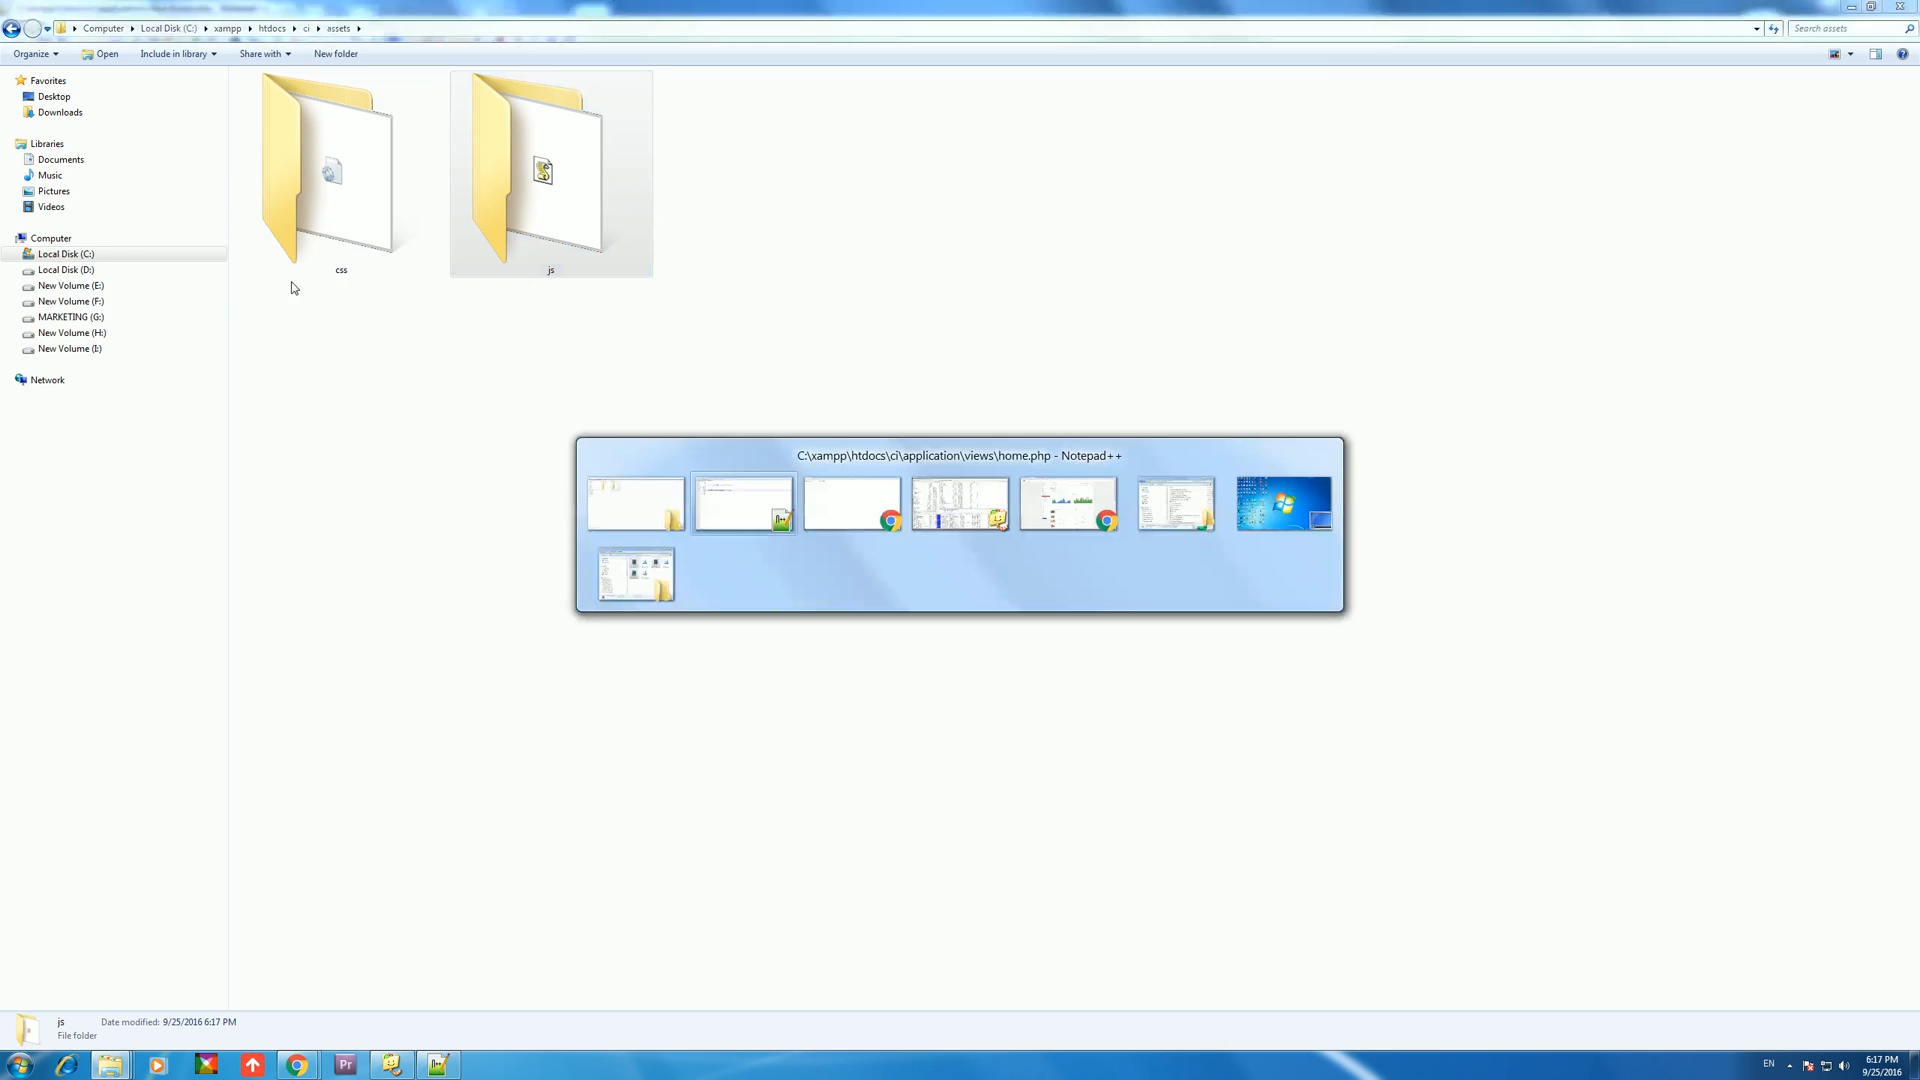 Computer Local Disk (C:) xampp htdocs ci assets
Search assets
Organize Open Include in library Share with New folder
Favorites
Desktop
Downloads
Libraries
Documents
Music
Pictures
Videos
Computer
Local Disk (C:)
Local Disk (D:)
New Volume (E:)
New Volume (F:)
MARKETING (G:)
New Volume (H:)
New Volume (I:)
Network
css
js
C:\xampp\htdocs\ci\application\views\home.php - Notepad++
js Date modified: 9/25/2016 6:17 PM
File folder
Pr
EN
6:17 PM
9/25/2016